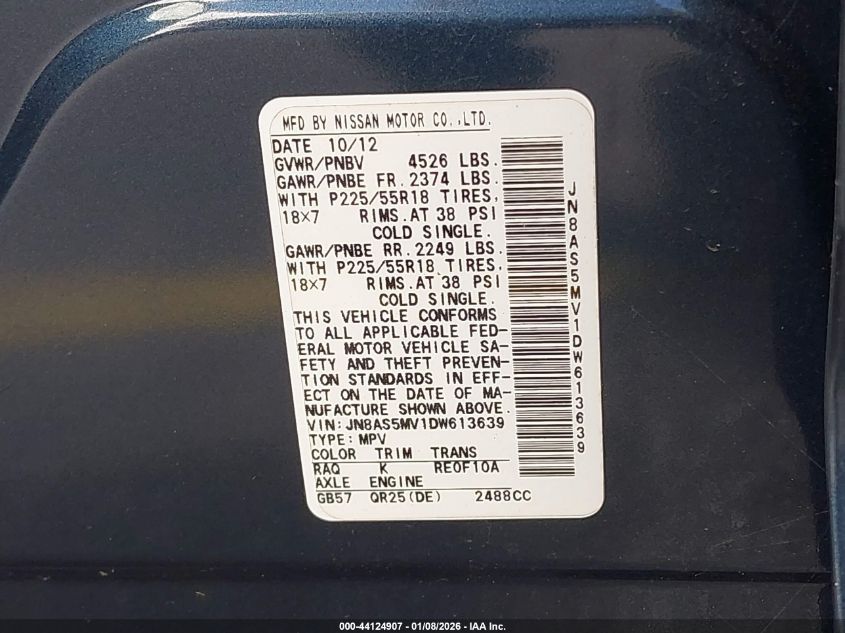 MFD BY NISSAN MOTOR CO.,LTD.
DATE 10/12
GVWR/PNBV 4526 LBS.
GAWR/PNBE FR. 2374 LBS.
WITH P225/55R18 TIRES,
18×7 RIMS.AT 38 PSI
COLD SINGLE.
GAWR/PNBE RR. 2249 LBS.
WITH P225/55R18 TIRES,
18×7 RIMS.AT 38 PSI
COLD SINGLE.
THIS VEHICLE CONFORMS
TO ALL APPLICABLE FED-
ERAL MOTOR VEHICLE SA-
FETY AND THEFT PREVEN-
TION STANDARDS IN EFF-
ECT ON THE DATE OF MA-
NUFACTURE SHOWN ABOVE.
VIN: JN8AS5MV1DW613639
TYPE: MPV
COLOR TRIM TRANS
RAQ K RE0F10A
AXLE ENGINE
GB57 QR25(DE) 2488CC
JN8AS5MV1DW613639
000-44124907 - 01/08/2026 - IAA Inc.